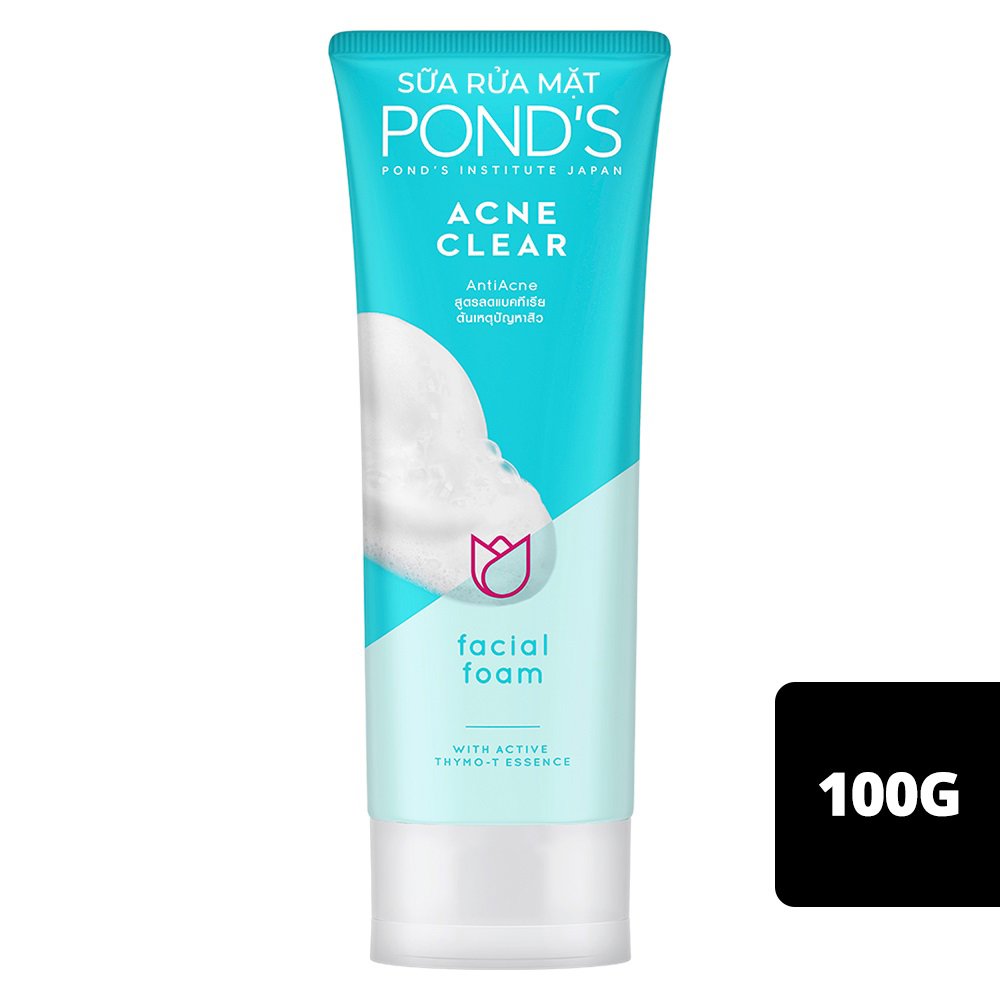 SỮA RỬA MẶT
POND'S
POND'S INSTITUTE JAPAN
ACNE
CLEAR
AntiAcne
สูตรลดแบคทีเรีย
ต้นเหตุปัญหาสิว
facial
foam
WITH ACTIVE
THYMO-T ESSENCE
100G